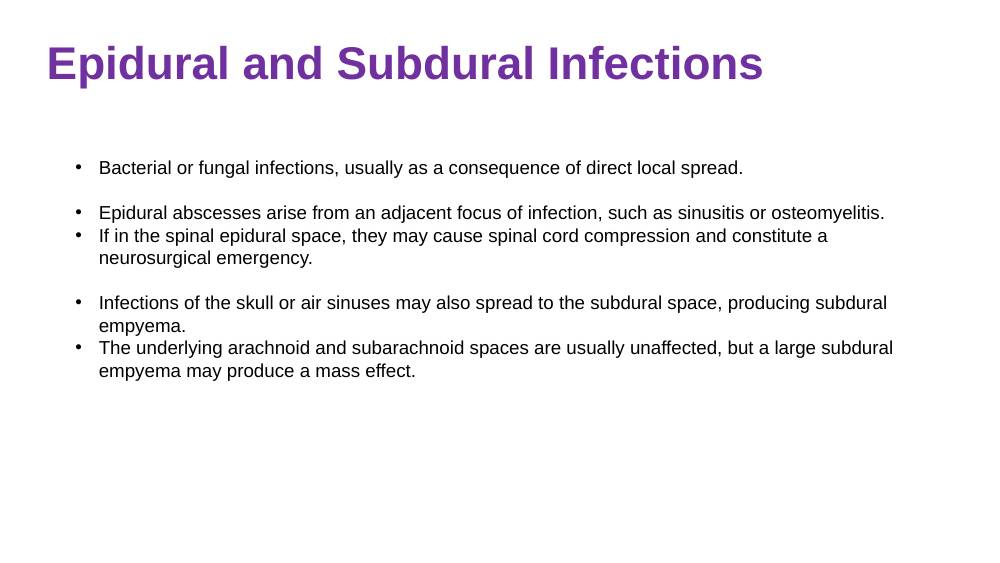 Epidural and Subdural Infections
• Bacterial or fungal infections, usually as a consequence of direct local spread.
• Epidural abscesses arise from an adjacent focus of infection, such as sinusitis or osteomyelitis.
• If in the spinal epidural space, they may cause spinal cord compression and constitute a
neurosurgical emergency.
• Infections of the skull or air sinuses may also spread to the subdural space, producing subdural
empyema.
• The underlying arachnoid and subarachnoid spaces are usually unaffected, but a large subdural
empyema may produce a mass effect.